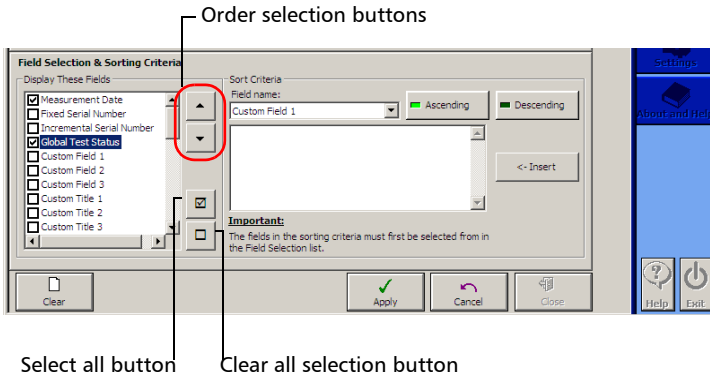 Order selection buttons
Field Selection & Sorting Criteria
Display These Fields
Measurement Date
Fixed Serial Number
Incremental Serial Number
Global Test Status
Custom Field 1
Custom Field 2
Custom Field 3
Custom Title 1
Custom Title 2
Custom Title 3
Sort Criteria
Field name:
Custom Field 1
Ascending
Descending
<- Insert
Important:
The fields in the sorting criteria must first be selected from in
the Field Selection list.
Settings
About and Help
Clear
Apply
Cancel
Close
Help
Exit
Select all button
Clear all selection button